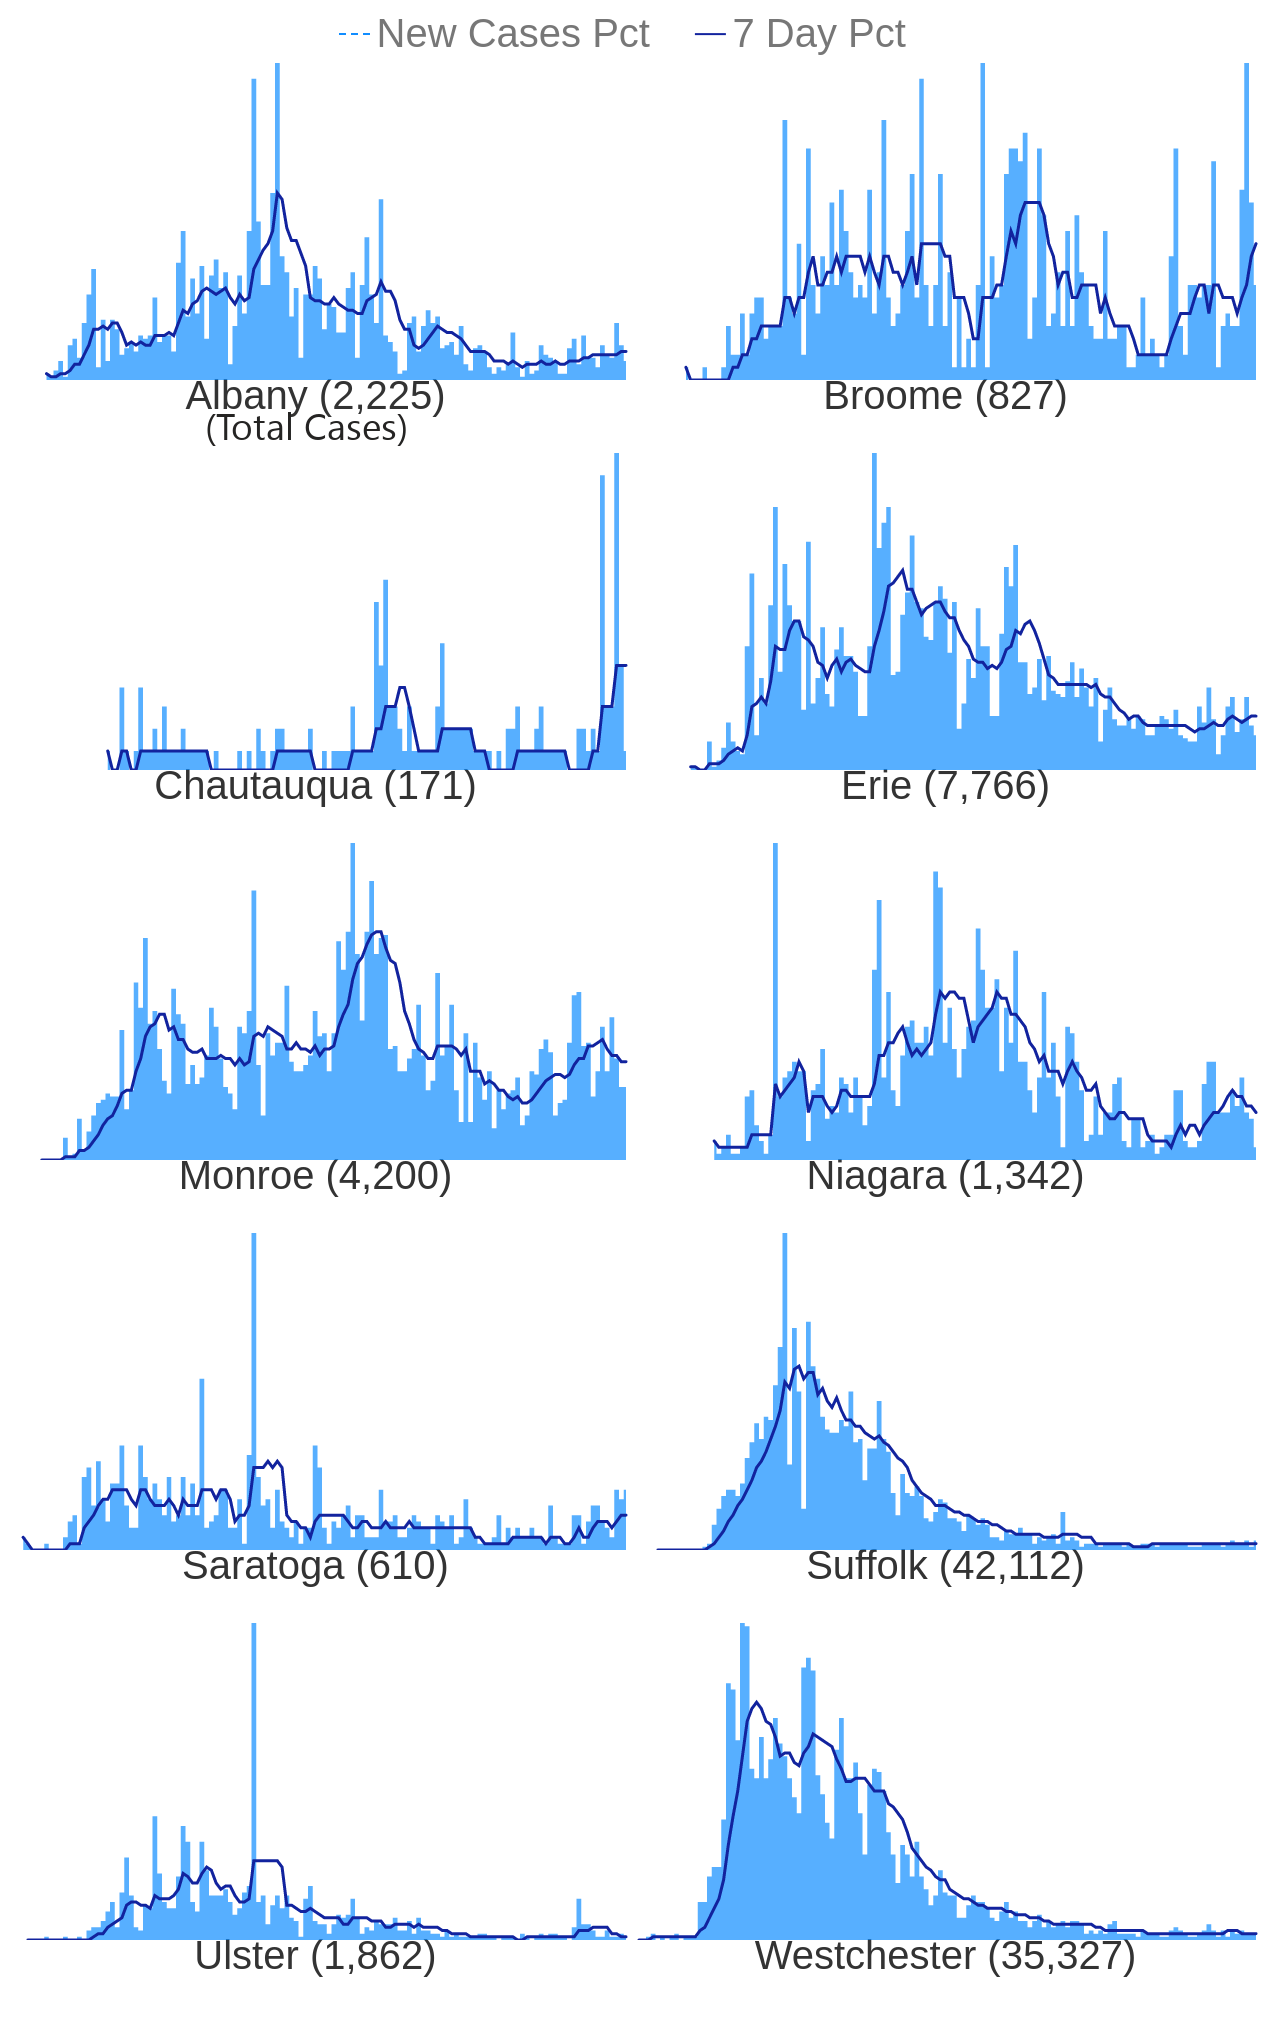 New Cases Pct 7 Day Pct
Albany (2,225) Broome (827)
(Total Cases)
Chautauqua (171) Erie (7,766)
Monroe (4,200) Niagara (1,342)
Saratoga (610) Suffolk (42,112)
Ulster (1,862) Westchester (35,327)